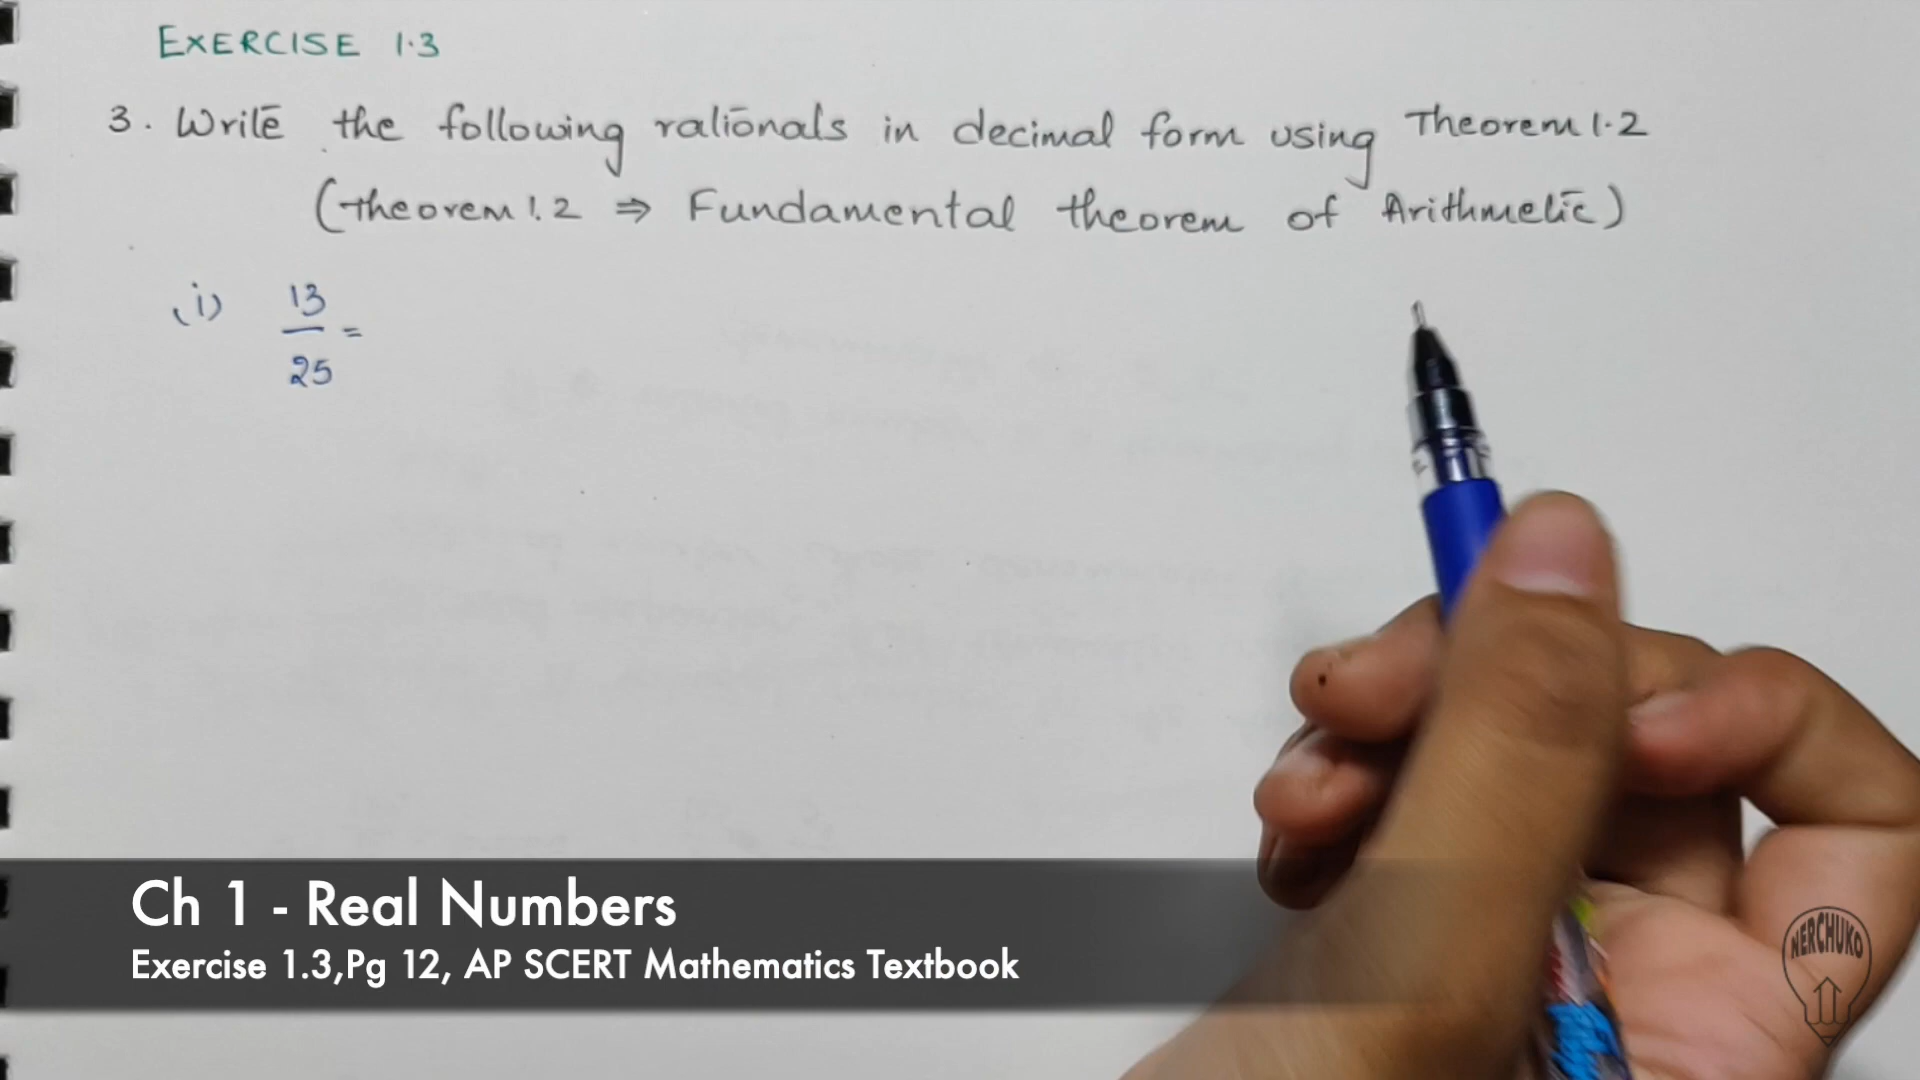 EXERCISE 1.3
3. Write the following rationals in decimal form using Theorem 1.2
(Theorem 1.2 ⇒ Fundamental theorem of Arithmetic)
(i) 13
25 =
Ch 1 - Real Numbers
Exercise 1.3,Pg 12, AP SCERT Mathematics Textbook
NERCHUKO